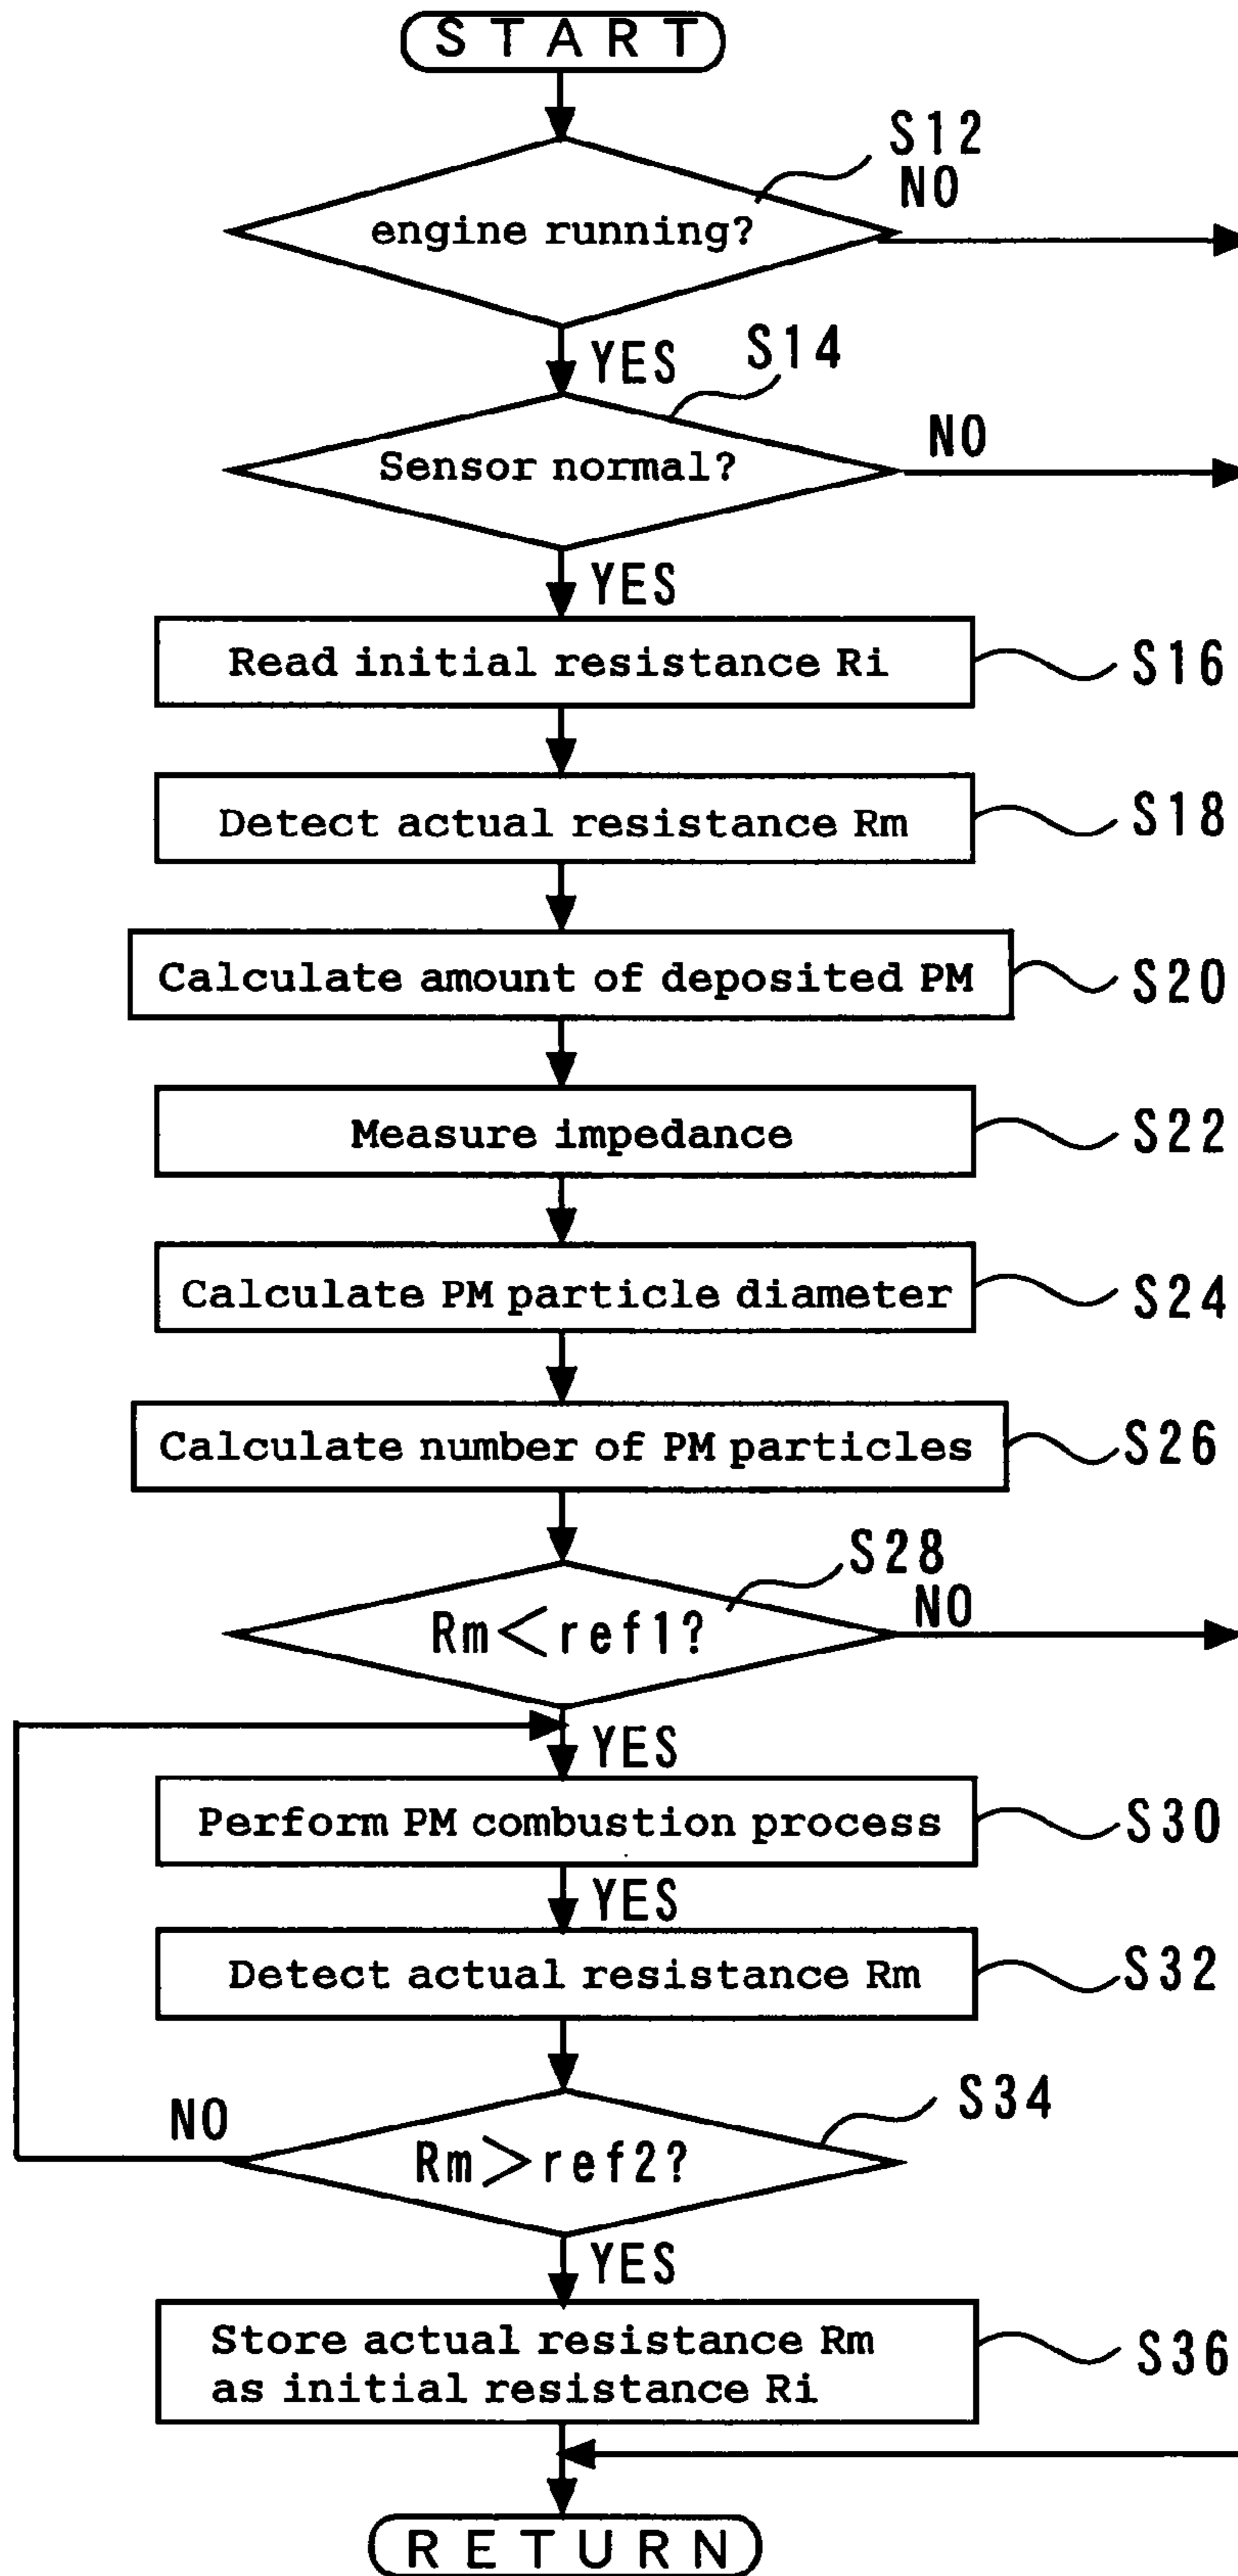 START
S12
NO
engine running?
YES
S14
NO
Sensor normal?
YES
Read initial resistance Ri
S16
Detect actual resistance Rm
S18
Calculate amount of deposited PM
S20
Measure impedance
S22
Calculate PM particle diameter
S24
Calculate number of PM particles
S26
S28
NO
Rm<ref1?
YES
Perform PM combustion process
S30
YES
Detect actual resistance Rm
S32
S34
NO
Rm>ref2?
YES
Store actual resistance Rm
as initial resistance Ri
S36
RETURN